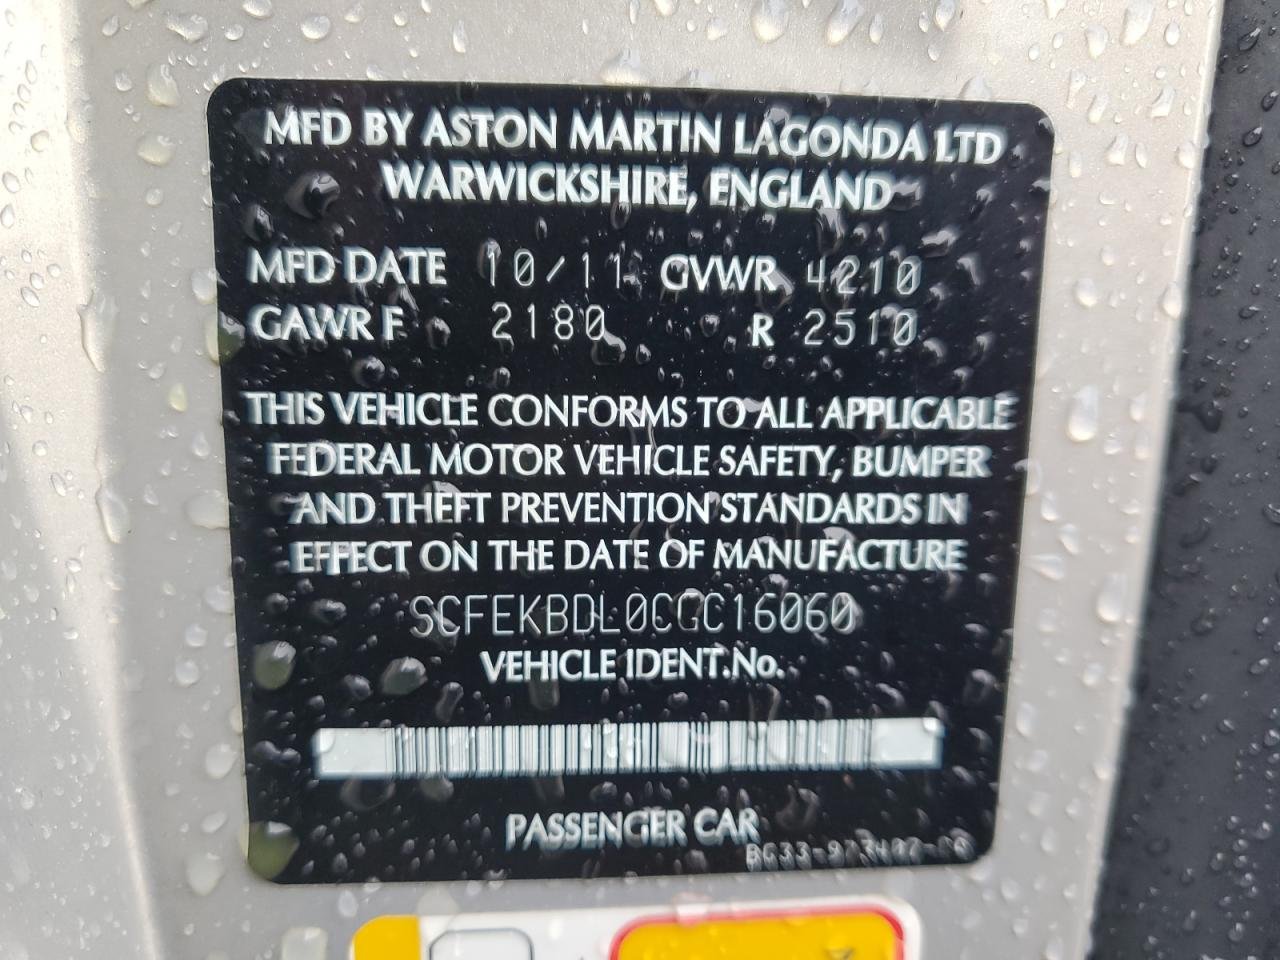 MFD BY ASTON MARTIN LAGONDA LTD
WARWICKSHIRE, ENGLAND
MFD DATE 10/11 GVWR 4210
GAWR F 2180 R 2510
THIS VEHICLE CONFORMS TO ALL APPLICABLE
FEDERAL MOTOR VEHICLE SAFETY, BUMPER
AND THEFT PREVENTION STANDARDS IN
EFFECT ON THE DATE OF MANUFACTURE
SCFEKBDL0CGC16060
VEHICLE IDENT.No.
PASSENGER CAR